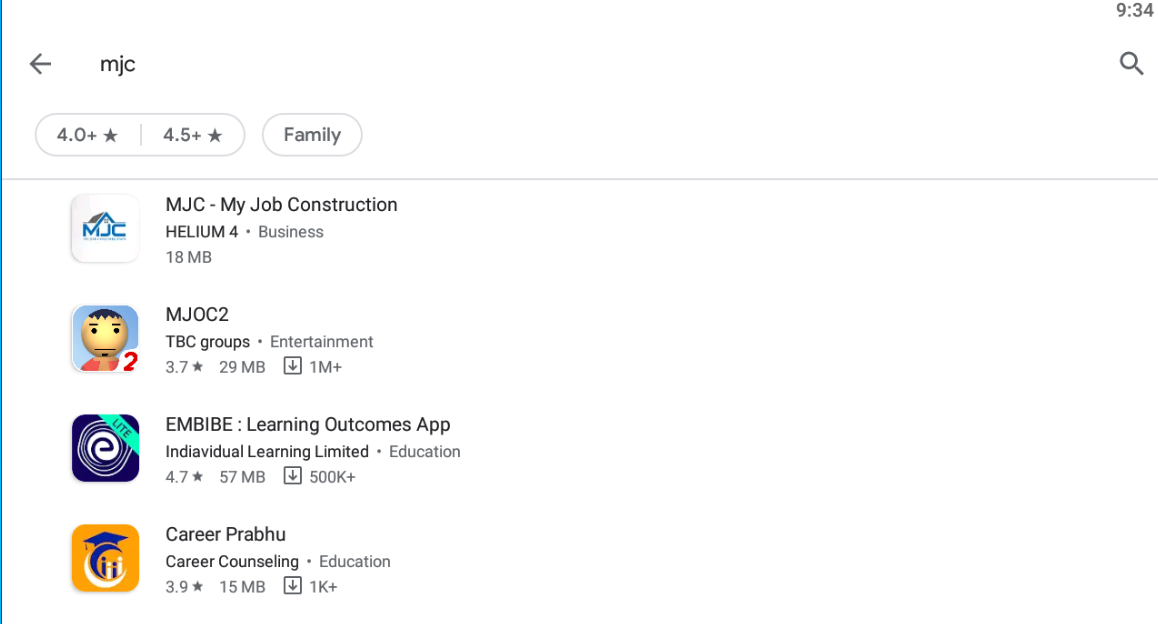 9:34
mjc
4.0+ ★ 4.5+ ★ Family
MJC
MJC - My Job Construction
HELIUM 4 • Business
18 MB
2
MJOC2
TBC groups • Entertainment
3.7 ★ 29 MB 1M+
LITE
e
EMBIBE : Learning Outcomes App
Indiavidual Learning Limited • Education
4.7 ★ 57 MB 500K+
Career Prabhu
Career Counseling • Education
3.9 ★ 15 MB 1K+